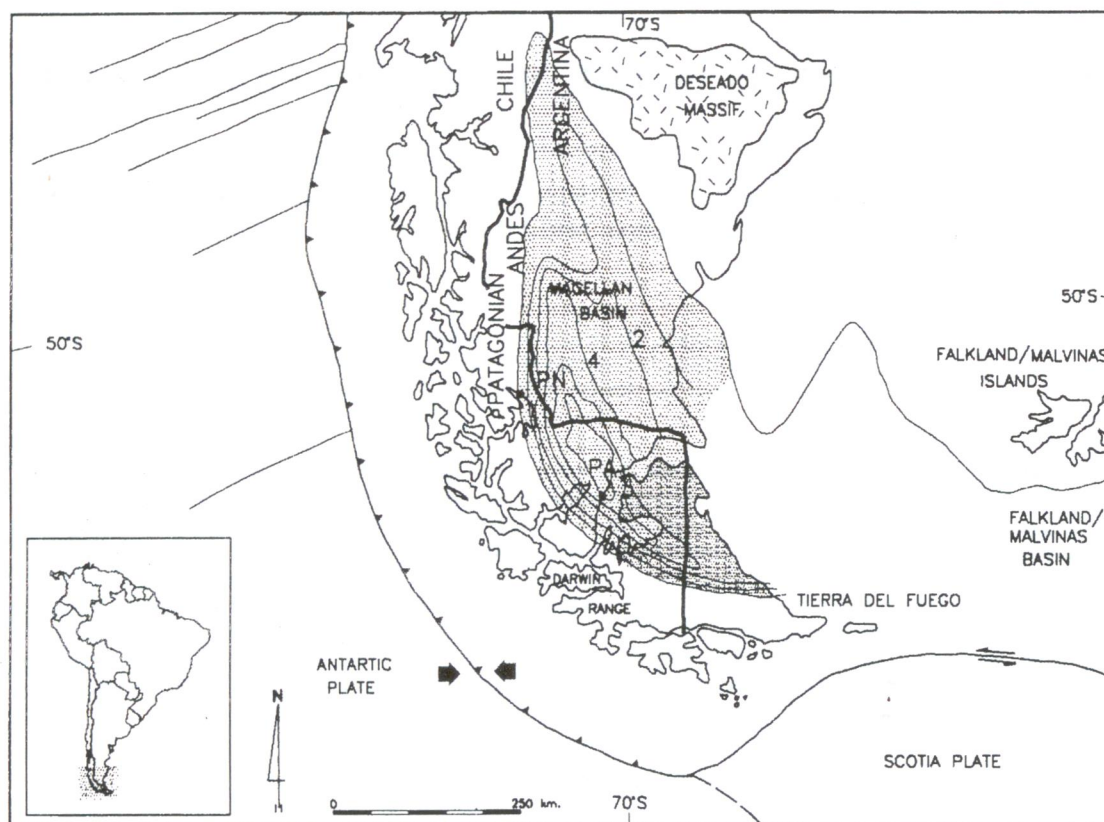 70°S
CHILE
ARGENTINA
DESEADO
MASSIF
PATAGONIAN ANDES
MAGELLAN
BASIN
50°S
50°S
2
4
PN
PA
FALKLAND/MALVINAS
ISLANDS
FALKLAND/
MALVINAS
BASIN
DARWIN
RANGE
TIERRA DEL FUEGO
ANTARTIC
PLATE
N
SCOTIA PLATE
0
250 km.
70°S